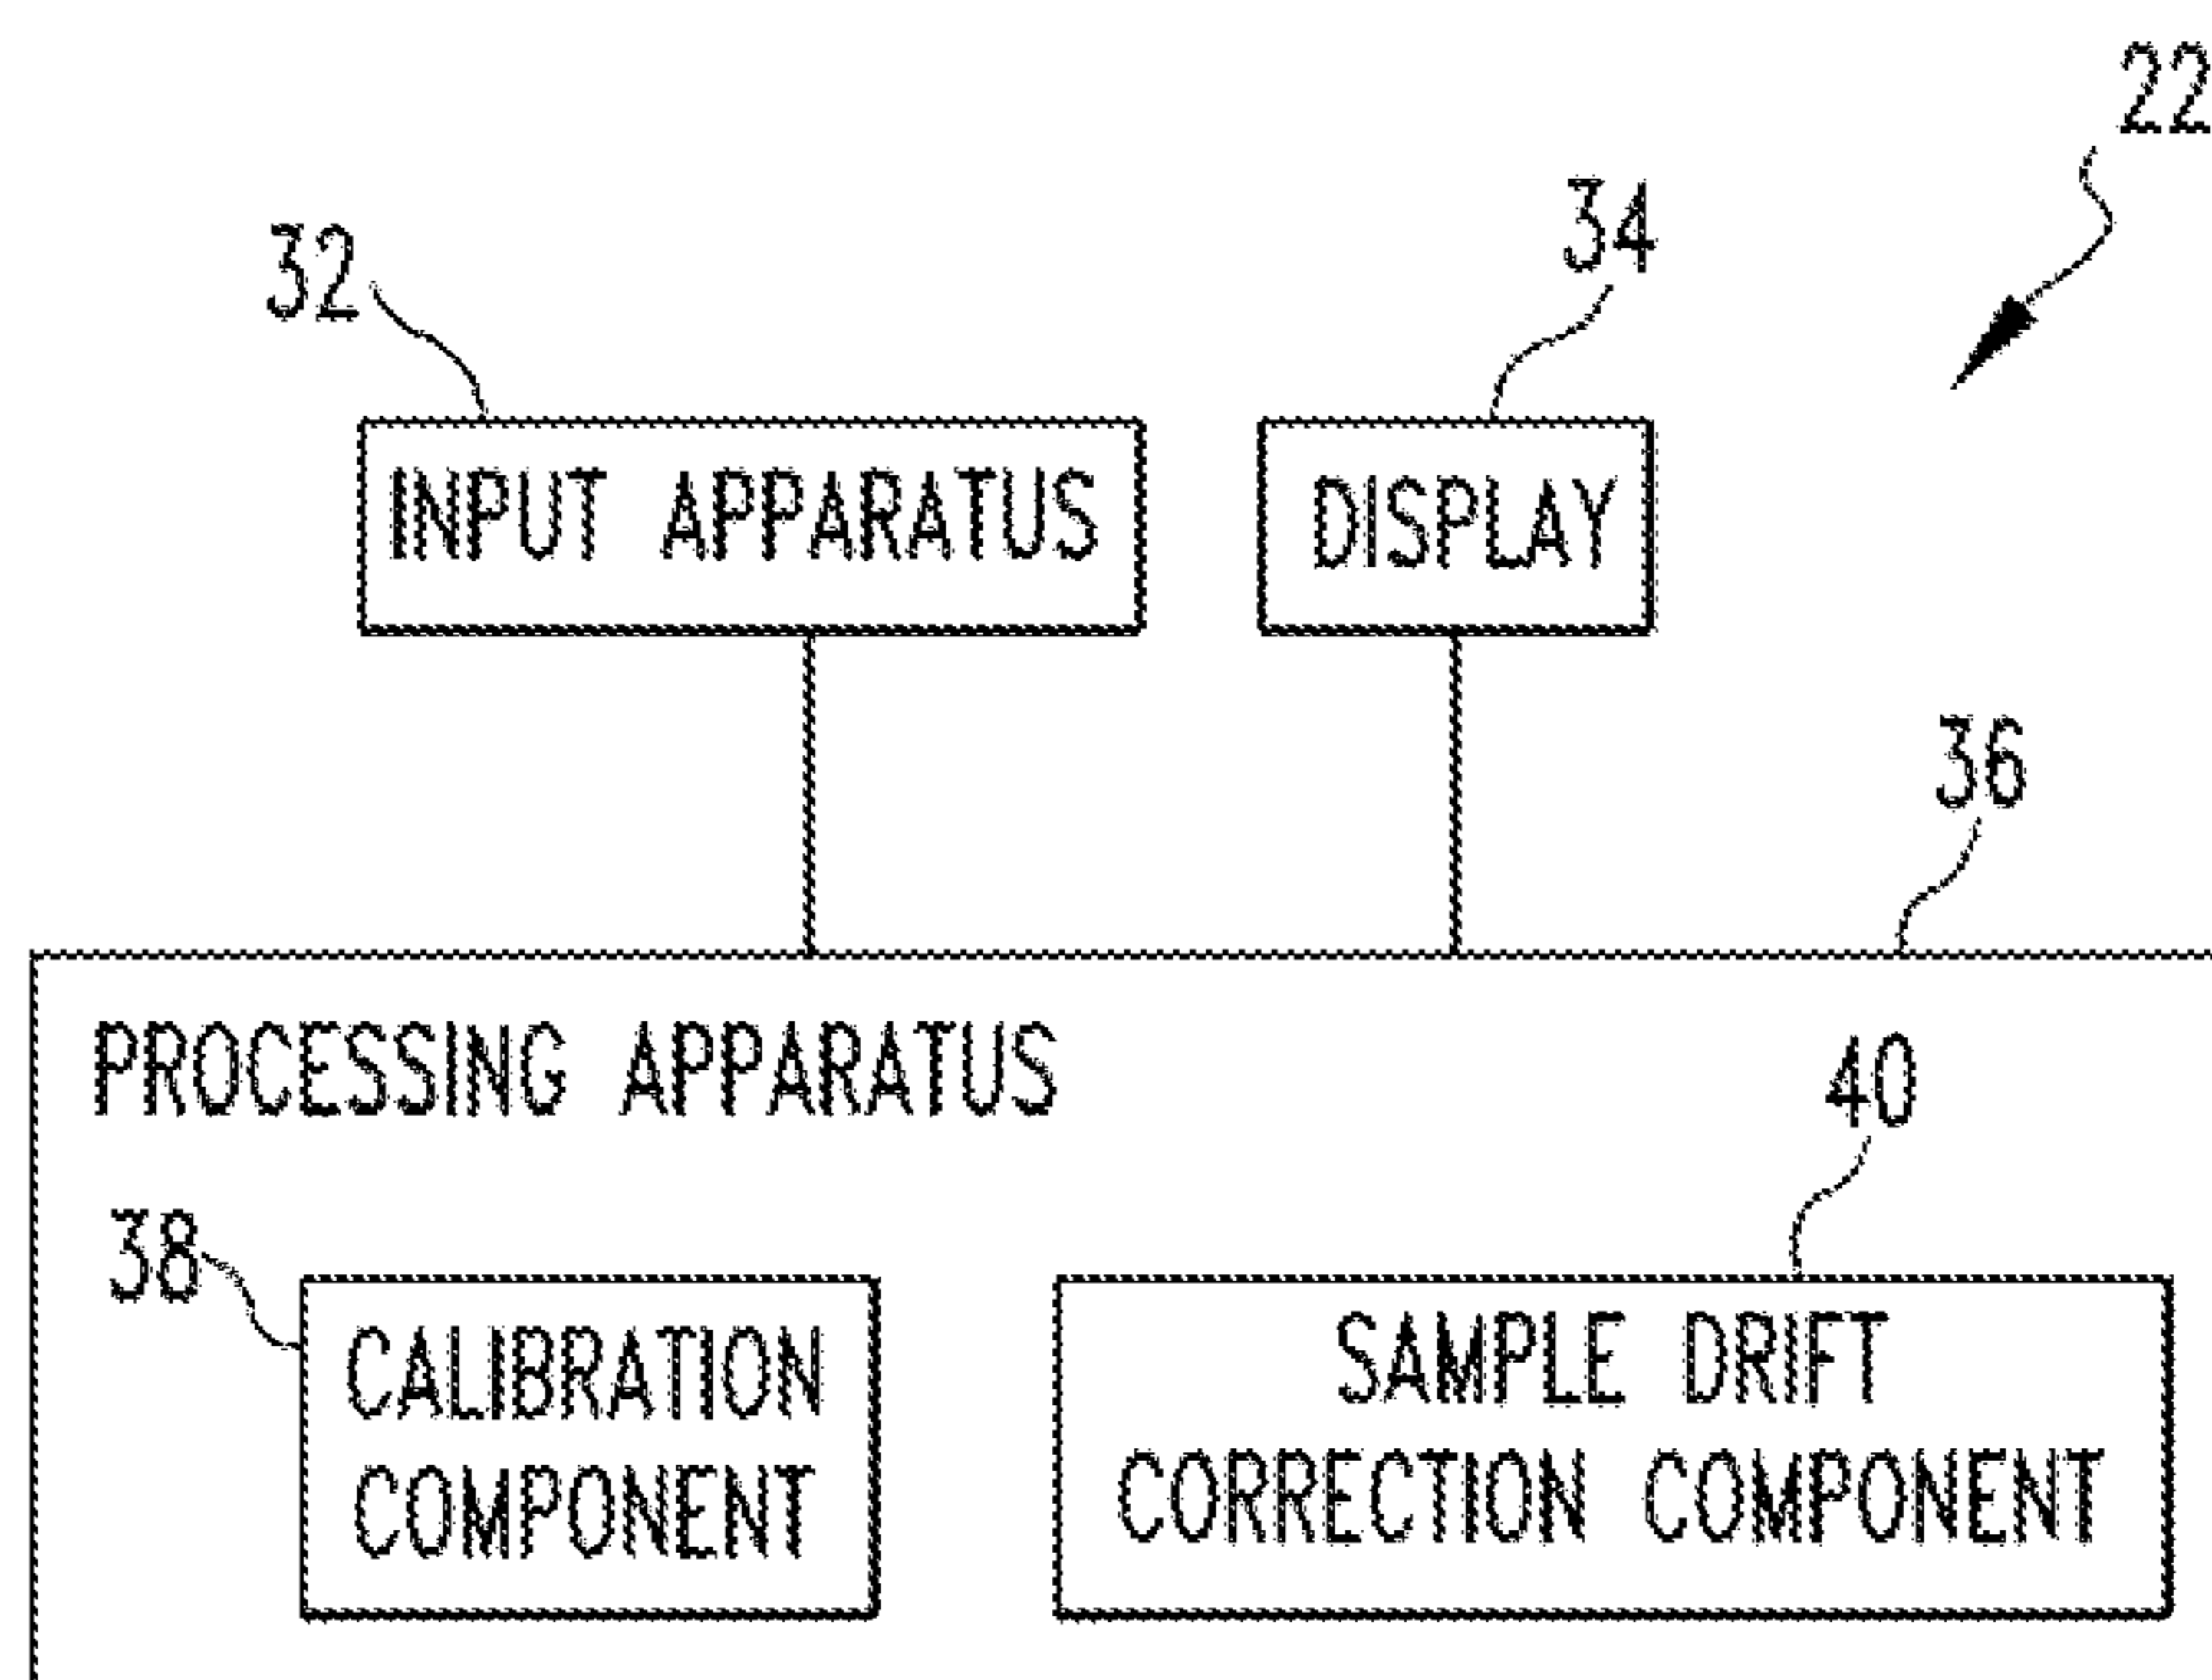 22
34
32
INPUT APPARATUS
DISPLAY
36
PROCESSING APPARATUS
40
38
CALIBRATION
COMPONENT
SAMPLE DRIFT
CORRECTION COMPONENT